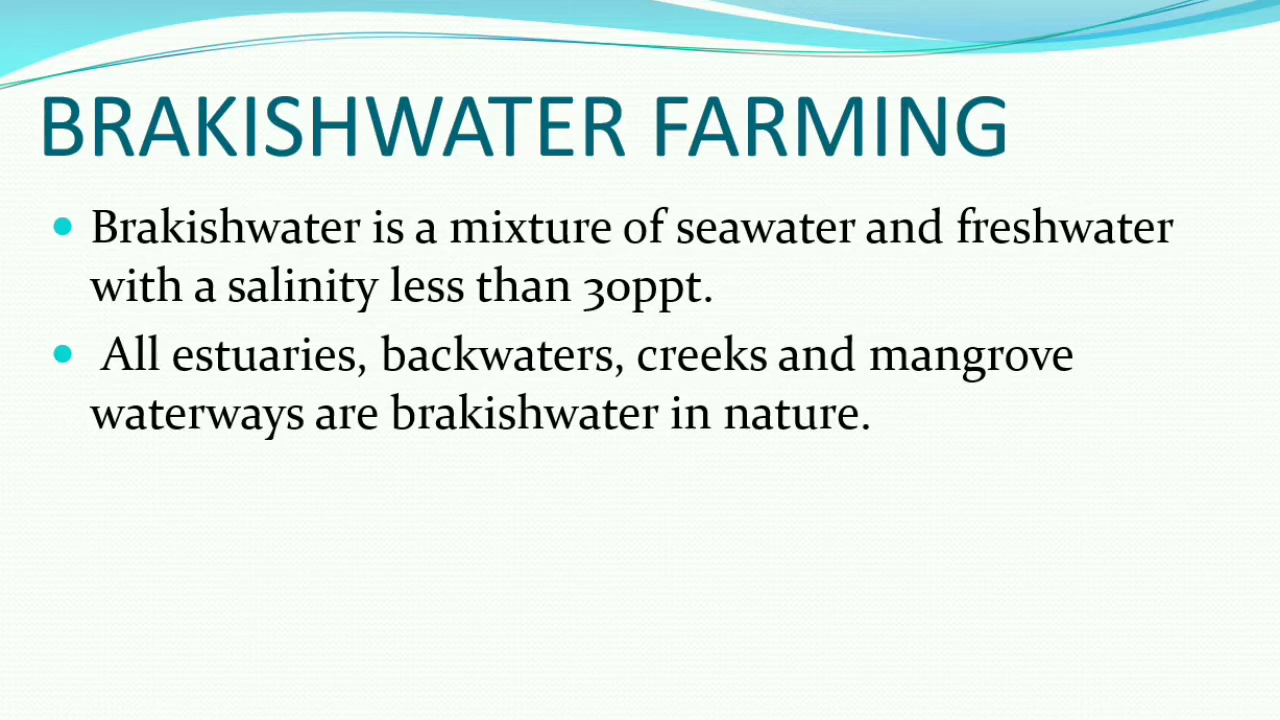 BRAKISHWATER FARMING
• Brakishwater is a mixture of seawater and freshwater
with a salinity less than 30ppt.
• All estuaries, backwaters, creeks and mangrove
waterways are brakishwater in nature.